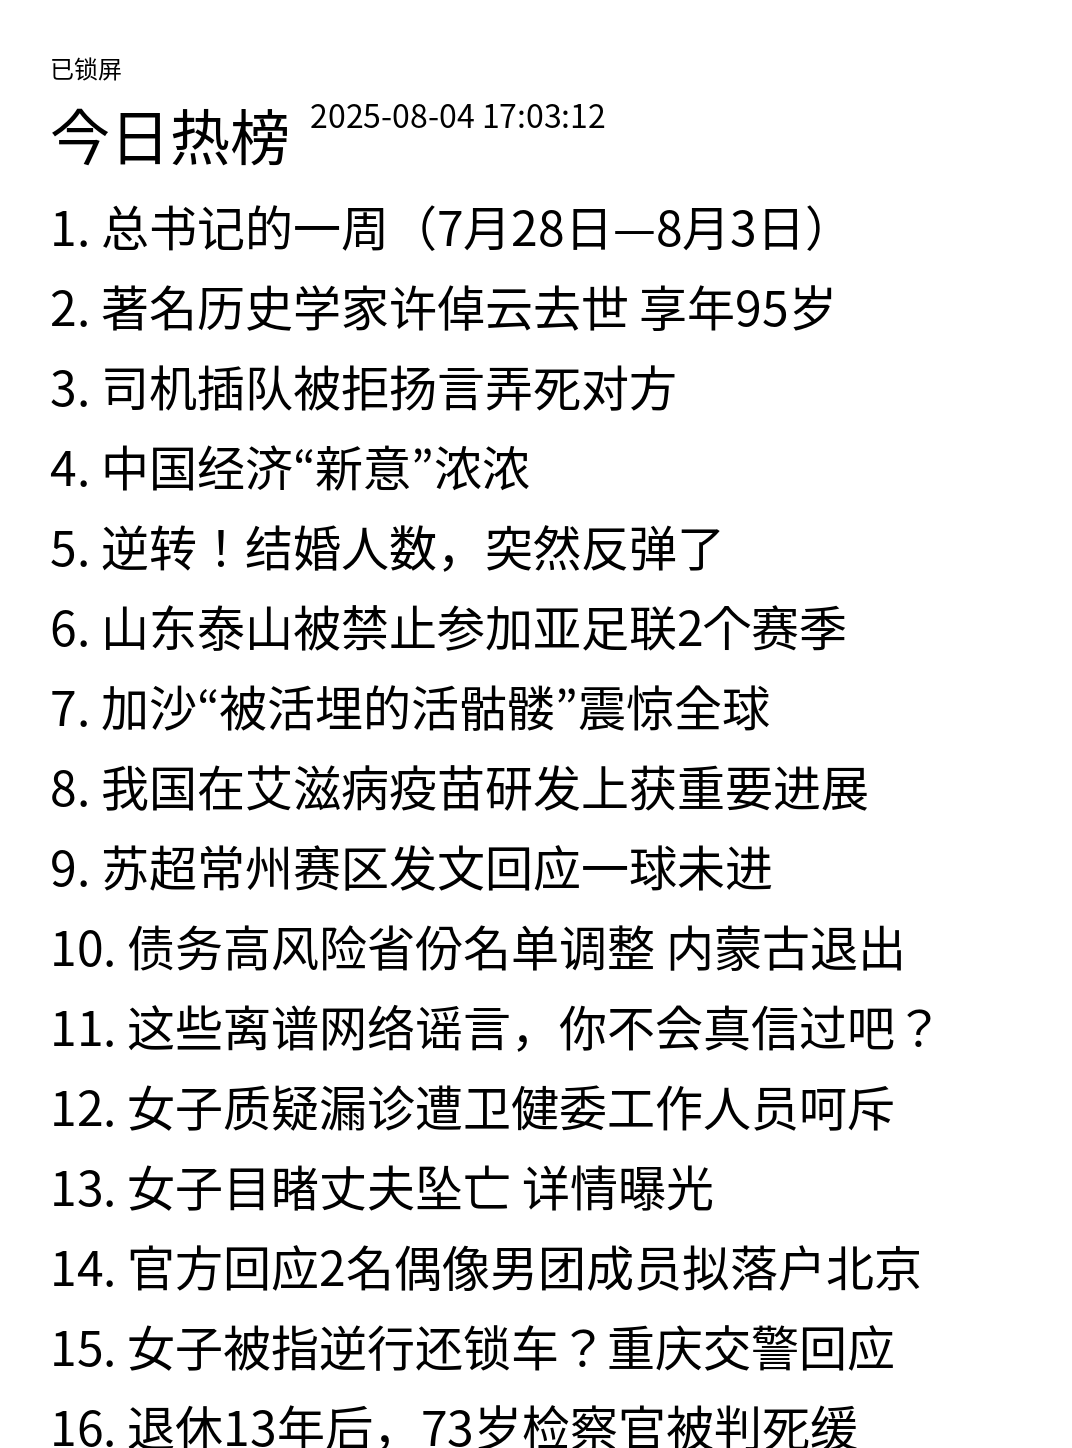 已锁屏
今日热榜 2025-08-04 17:03:12
1. 总书记的一周（7月28日—8月3日）
2. 著名历史学家许倬云去世 享年95岁
3. 司机插队被拒扬言弄死对方
4. 中国经济“新意”浓浓
5. 逆转！结婚人数，突然反弹了
6. 山东泰山被禁止参加亚足联2个赛季
7. 加沙“被活埋的活骷髅”震惊全球
8. 我国在艾滋病疫苗研发上获重要进展
9. 苏超常州赛区发文回应一球未进
10. 债务高风险省份名单调整 内蒙古退出
11. 这些离谱网络谣言，你不会真信过吧？
12. 女子质疑漏诊遭卫健委工作人员呵斥
13. 女子目睹丈夫坠亡 详情曝光
14. 官方回应2名偶像男团成员拟落户北京
15. 女子被指逆行还锁车？重庆交警回应
16. 退休13年后，73岁检察官被判死缓